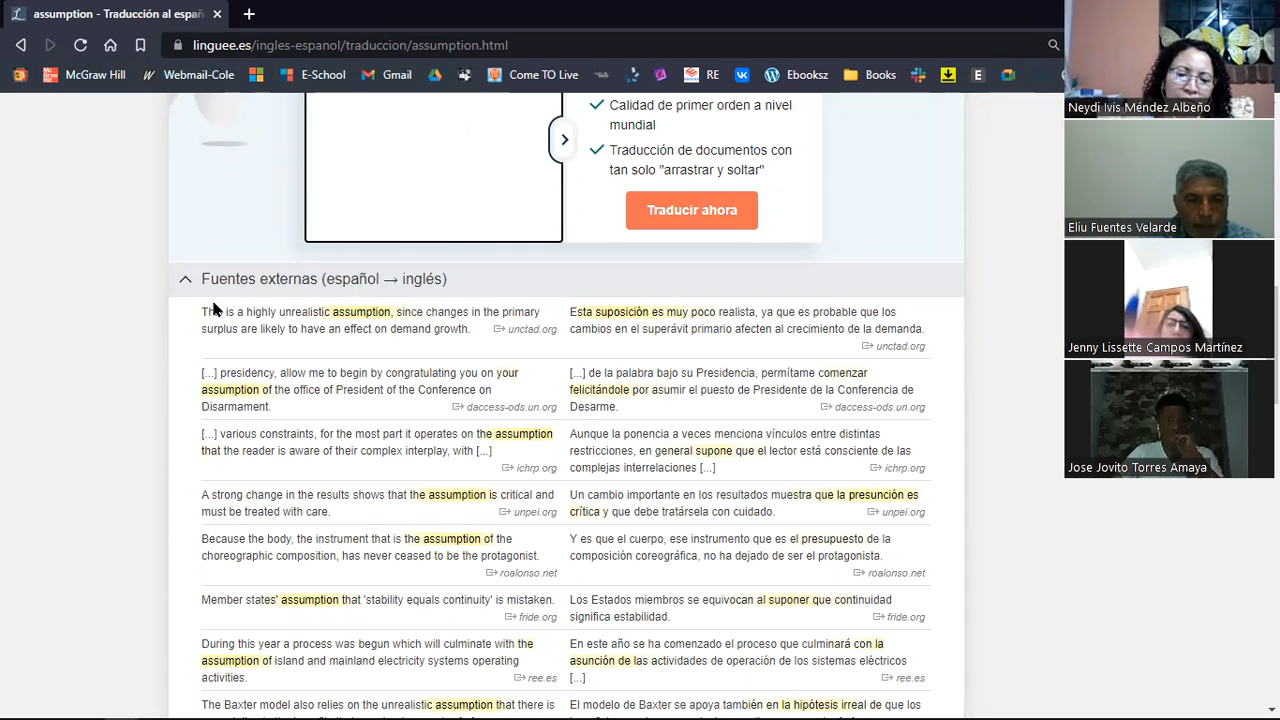 assumption - Traducción al españ
linguee.es/ingles-espanol/traduccion/assumption.html
McGraw Hill Webmail-Cole E-School Gmail Come TO Live RE Ebooksz Books E
Calidad de primer orden a nivel
mundial
Traducción de documentos con
tan solo "arrastrar y soltar"
Traducir ahora
Fuentes externas (español → inglés)
This is a highly unrealistic assumption, since changes in the primary
surplus are likely to have an effect on demand growth.
unctad.org
Esta suposición es muy poco realista, ya que es probable que los
cambios en el superávit primario afecten al crecimiento de la demanda.
unctad.org
[...] presidency, allow me to begin by congratulating you on your
assumption of the office of President of the Conference on
Disarmament.
daccess-ods.un.org
[...] de la palabra bajo su Presidencia, permítame comenzar
felicitándole por asumir el puesto de Presidente de la Conferencia de
Desarme.
daccess-ods.un.org
[...] various constraints, for the most part it operates on the assumption
that the reader is aware of their complex interplay, with [...]
ichrp.org
Aunque la ponencia a veces menciona vínculos entre distintas
restricciones, en general supone que el lector está consciente de las
complejas interrelaciones [...]
ichrp.org
A strong change in the results shows that the assumption is critical and
must be treated with care.
unpei.org
Un cambio importante en los resultados muestra que la presunción es
crítica y que debe tratársela con cuidado.
unpei.org
Because the body, the instrument that is the assumption of the
choreographic composition, has never ceased to be the protagonist.
roalonso.net
Y es que el cuerpo, ese instrumento que es el presupuesto de la
composición coreográfica, no ha dejado de ser el protagonista.
roalonso.net
Member states' assumption that 'stability equals continuity' is mistaken.
fride.org
Los Estados miembros se equivocan al suponer que continuidad
significa estabilidad.
fride.org
During this year a process was begun which will culminate with the
assumption of island and mainland electricity systems operating
activities.
ree.es
En este año se ha comenzado el proceso que culminará con la
asunción de las actividades de operación de los sistemas eléctricos
[...]
ree.es
The Baxter model also relies on the unrealistic assumption that there is
El modelo de Baxter se apoya también en la hipótesis irreal de que los
Neydi Ivis Méndez Albeño
Eliu Fuentes Velarde
Jenny Lissette Campos Martínez
Jose Jovito Torres Amaya